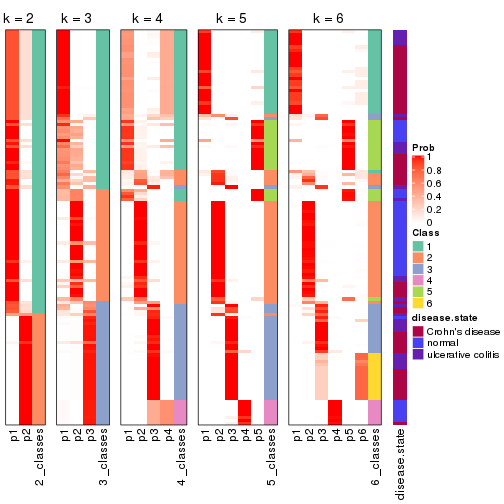 k = 2 k = 3 k = 4 k = 5 k = 6
Prob
1
0.8
0.6
0.4
0.2
0
Class
1
2
3
4
5
6
disease.state
Crohn's disease
normal
ulcerative colitis
p1 p2 2_classes p1 p2 p3 3_classes p1 p2 p3 p4 4_classes p1 p2 p3 p4 p5 5_classes p1 p2 p3 p4 p5 p6 6_classes disease.state